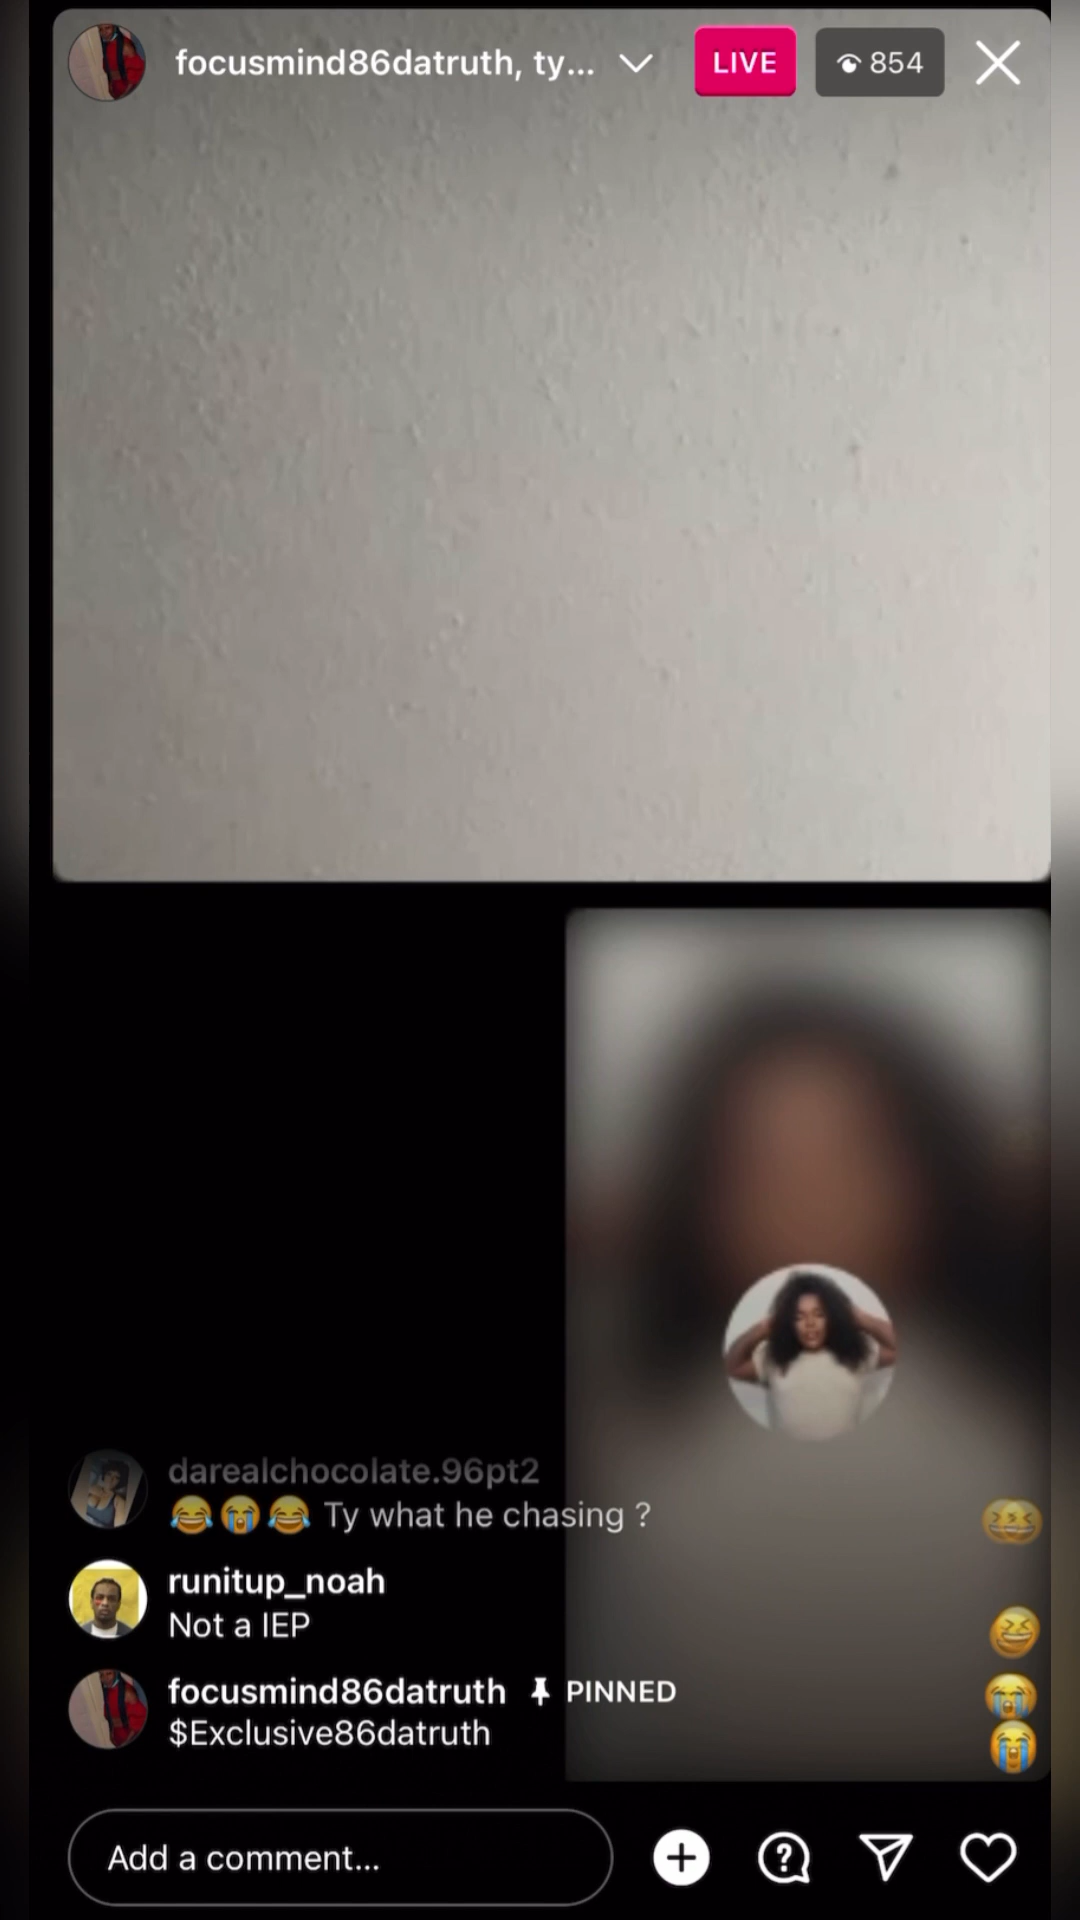 focusmind86datruth, ty...
LIVE
854
darealchocolate.96pt2
😂😭😂 Ty what he chasing ?
runitup_noah
Not a IEP
focusmind86datruth PINNED
$Exclusive86datruth
Add a comment...